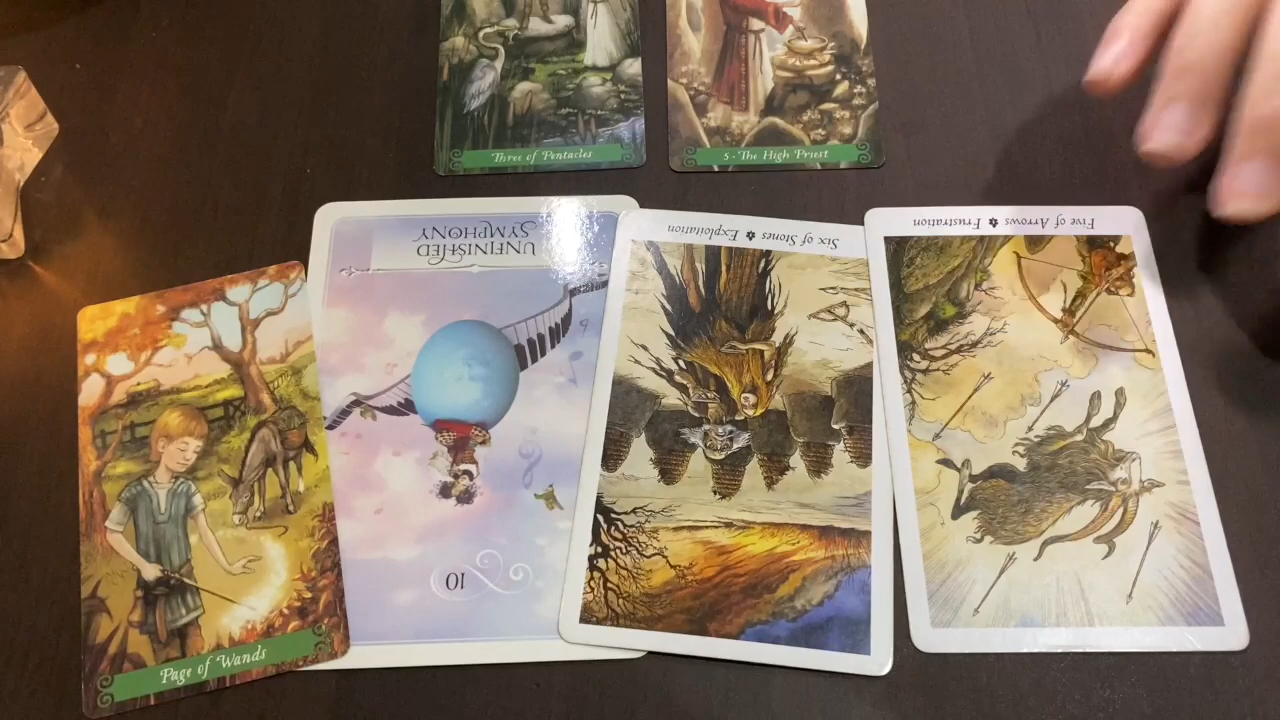 Three of Pentacles
5 - The High Priest
UNFINISHED
SYMPHONY
10
Six of Stones ✽ Exploitation
Five of Arrows ✽ Frustration
Page of Wands